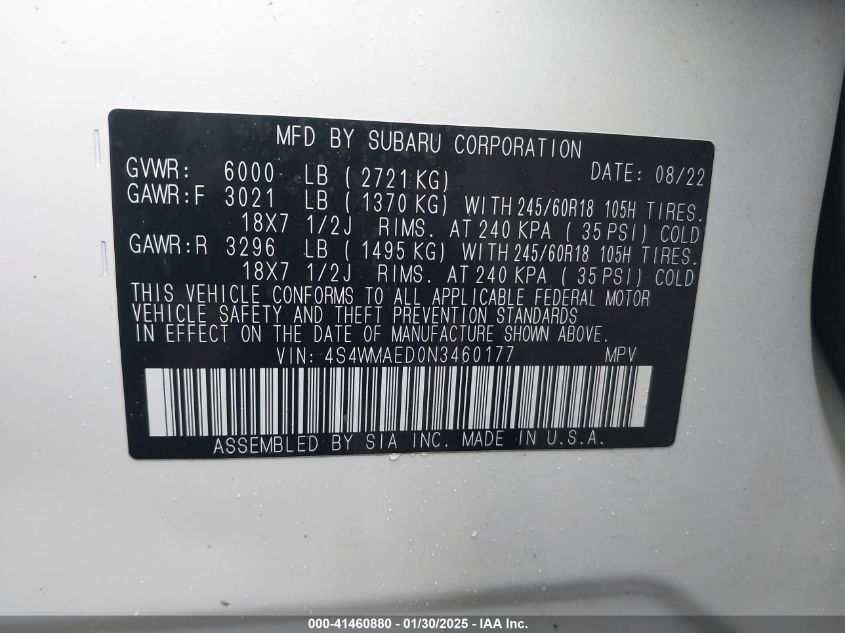 MFD BY SUBARU CORPORATION
GVWR: 6000 LB ( 2721 KG) DATE: 08/22
GAWR:F 3021 LB ( 1370 KG) WITH 245/60R18 105H TIRES.
18X7 1/2J RIMS. AT 240 KPA ( 35 PSI) COLD
GAWR:R 3296 LB ( 1495 KG) WITH 245/60R18 105H TIRES.
18X7 1/2J RIMS. AT 240 KPA ( 35 PSI) COLD
THIS VEHICLE CONFORMS TO ALL APPLICABLE FEDERAL MOTOR
VEHICLE SAFETY AND THEFT PREVENTION STANDARDS
IN EFFECT ON THE DATE OF MANUFACTURE SHOWN ABOVE.
VIN: 4S4WMAED0N3460177 MPV
ASSEMBLED BY SIA INC. MADE IN U.S.A.
000-41460880 - 01/30/2025 - IAA Inc.